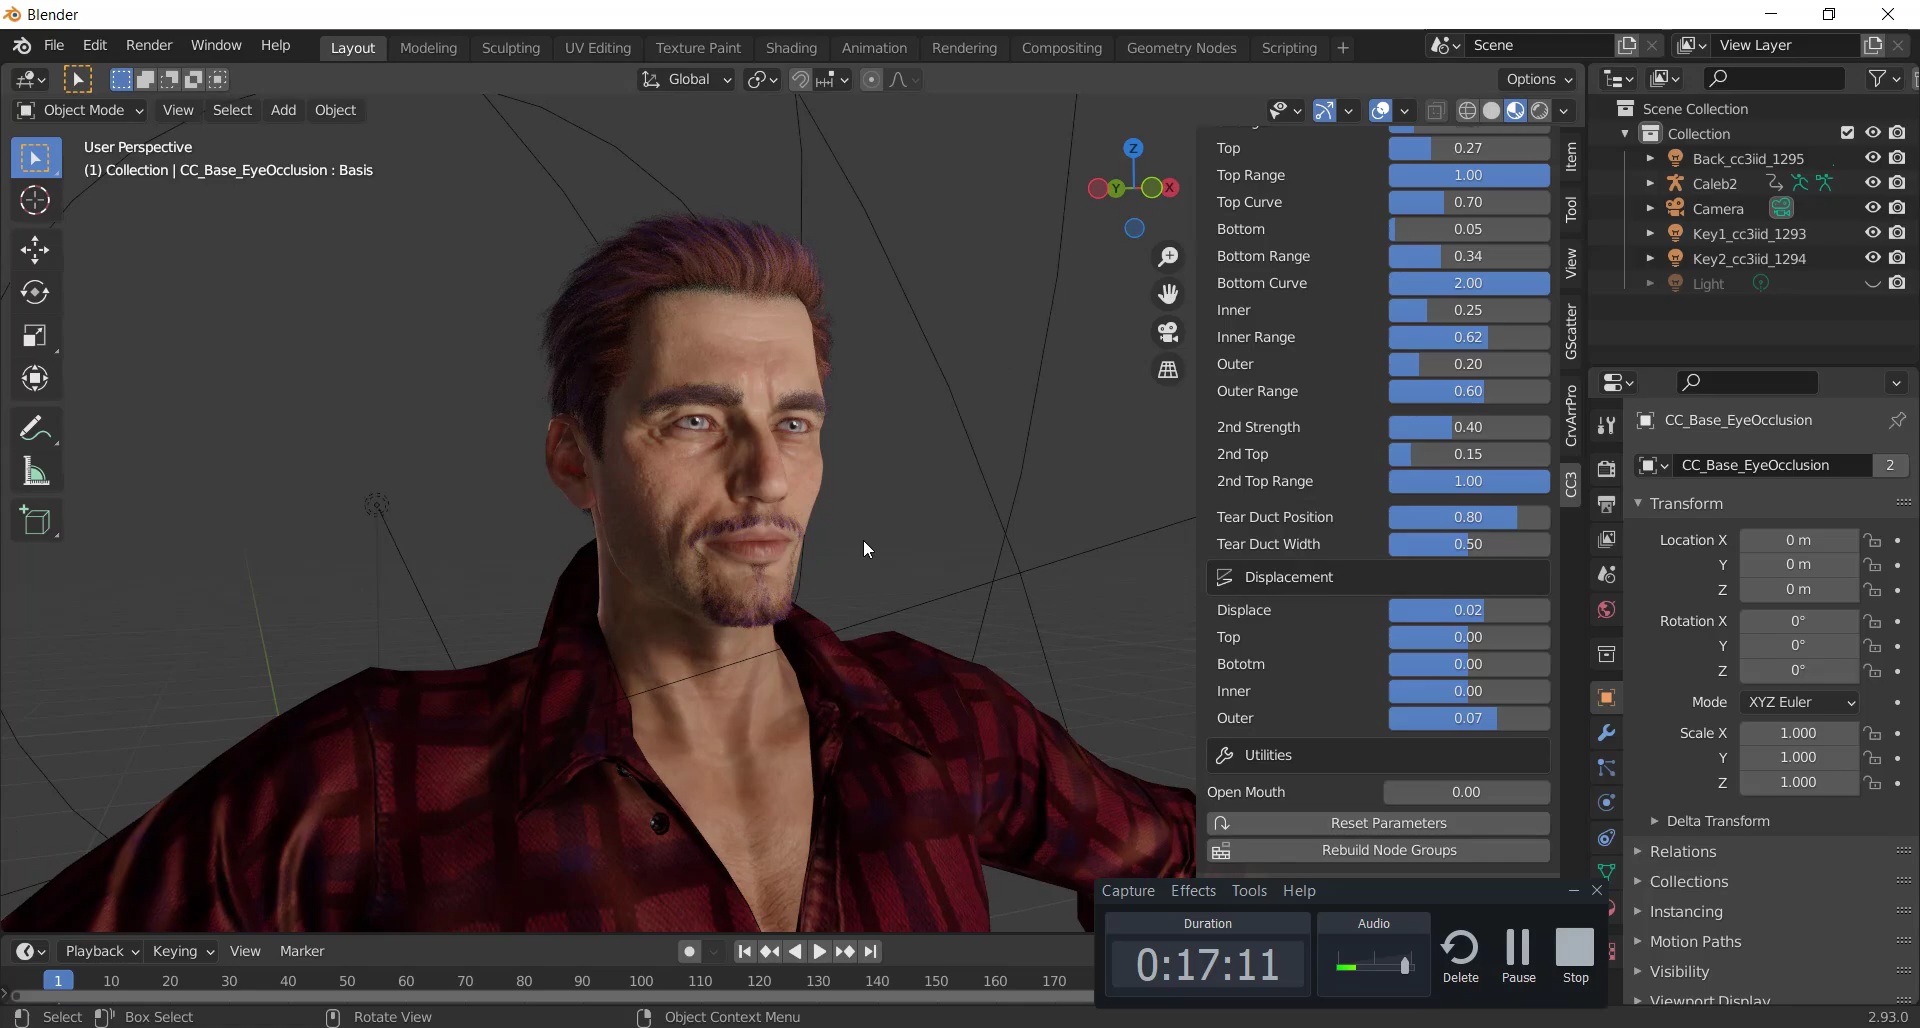 Blender
File Edit Render Window Help Layout Modeling Sculpting UV Editing Texture Paint Shading Animation Rendering Compositing Geometry Nodes Scripting + Scene View Layer
Global Options
Object Mode View Select Add Object
User Perspective
(1) Collection | CC_Base_EyeOcclusion : Basis
Z
Y X
Top 0.27
Top Range 1.00
Top Curve 0.70
Bottom 0.05
Bottom Range 0.34
Bottom Curve 2.00
Inner 0.25
Inner Range 0.62
Outer 0.20
Outer Range 0.60
2nd Strength 0.40
2nd Top 0.15
2nd Top Range 1.00
Tear Duct Position 0.80
Tear Duct Width 0.50
Displacement
Displace 0.02
Top 0.00
Bototm 0.00
Inner 0.00
Outer 0.07
Utilities
Open Mouth 0.00
Reset Parameters
Rebuild Node Groups
Item
Tool
View
GScatter
CrvArrPro
CC3
Scene Collection
Collection
Back_cc3iid_1295
Caleb2
Camera
Key1_cc3iid_1293
Key2_cc3iid_1294
Light
CC_Base_EyeOcclusion
CC_Base_EyeOcclusion 2
Transform
Location X 0 m
Y 0 m
Z 0 m
Rotation X 0°
Y 0°
Z 0°
Mode XYZ Euler
Scale X 1.000
Y 1.000
Z 1.000
Delta Transform
Relations
Collections
Instancing
Motion Paths
Visibility
Viewport Display
Capture Effects Tools Help
Duration Audio
0:17:11
Delete Pause Stop
Playback Keying View Marker
1 10 20 30 40 50 60 70 80 90 100 110 120 130 140 150 160 170
Select Box Select Rotate View Object Context Menu 2.93.0